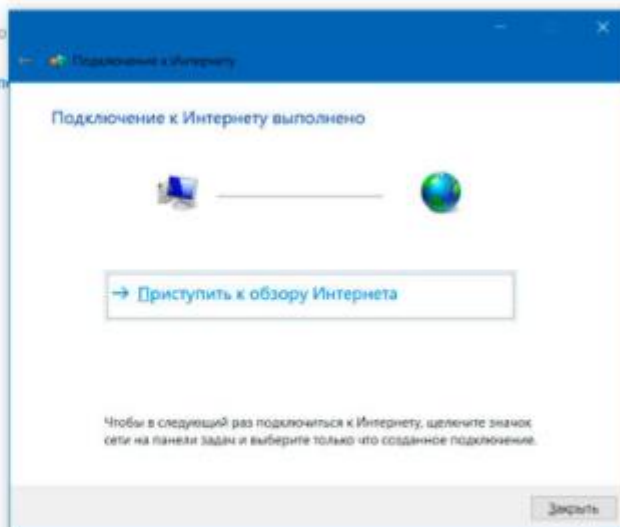 Подключение к Интернету
Подключение к Интернету выполнено
→ Приступить к обзору Интернета
Чтобы в следующий раз подключиться к Интернету, щелкните значок
сети на панели задач и выберите только что созданное подключение.
Закрыть